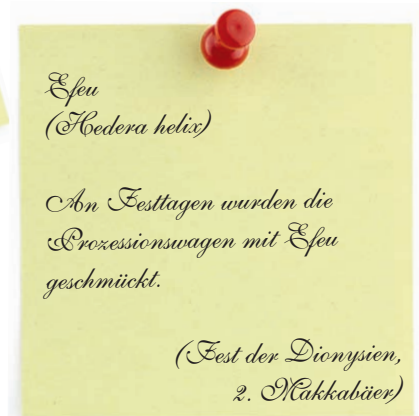 Efeu
(Hedera helix)
An Festtagen wurden die
Prozessionswagen mit Efeu
geschmückt.
(Fest der Dionysien,
2. Makkabäer)